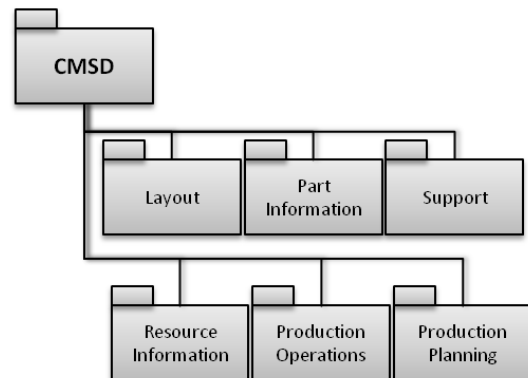 CMSD
Layout
Part
Information
Support
Resource
Information
Production
Operations
Production
Planning